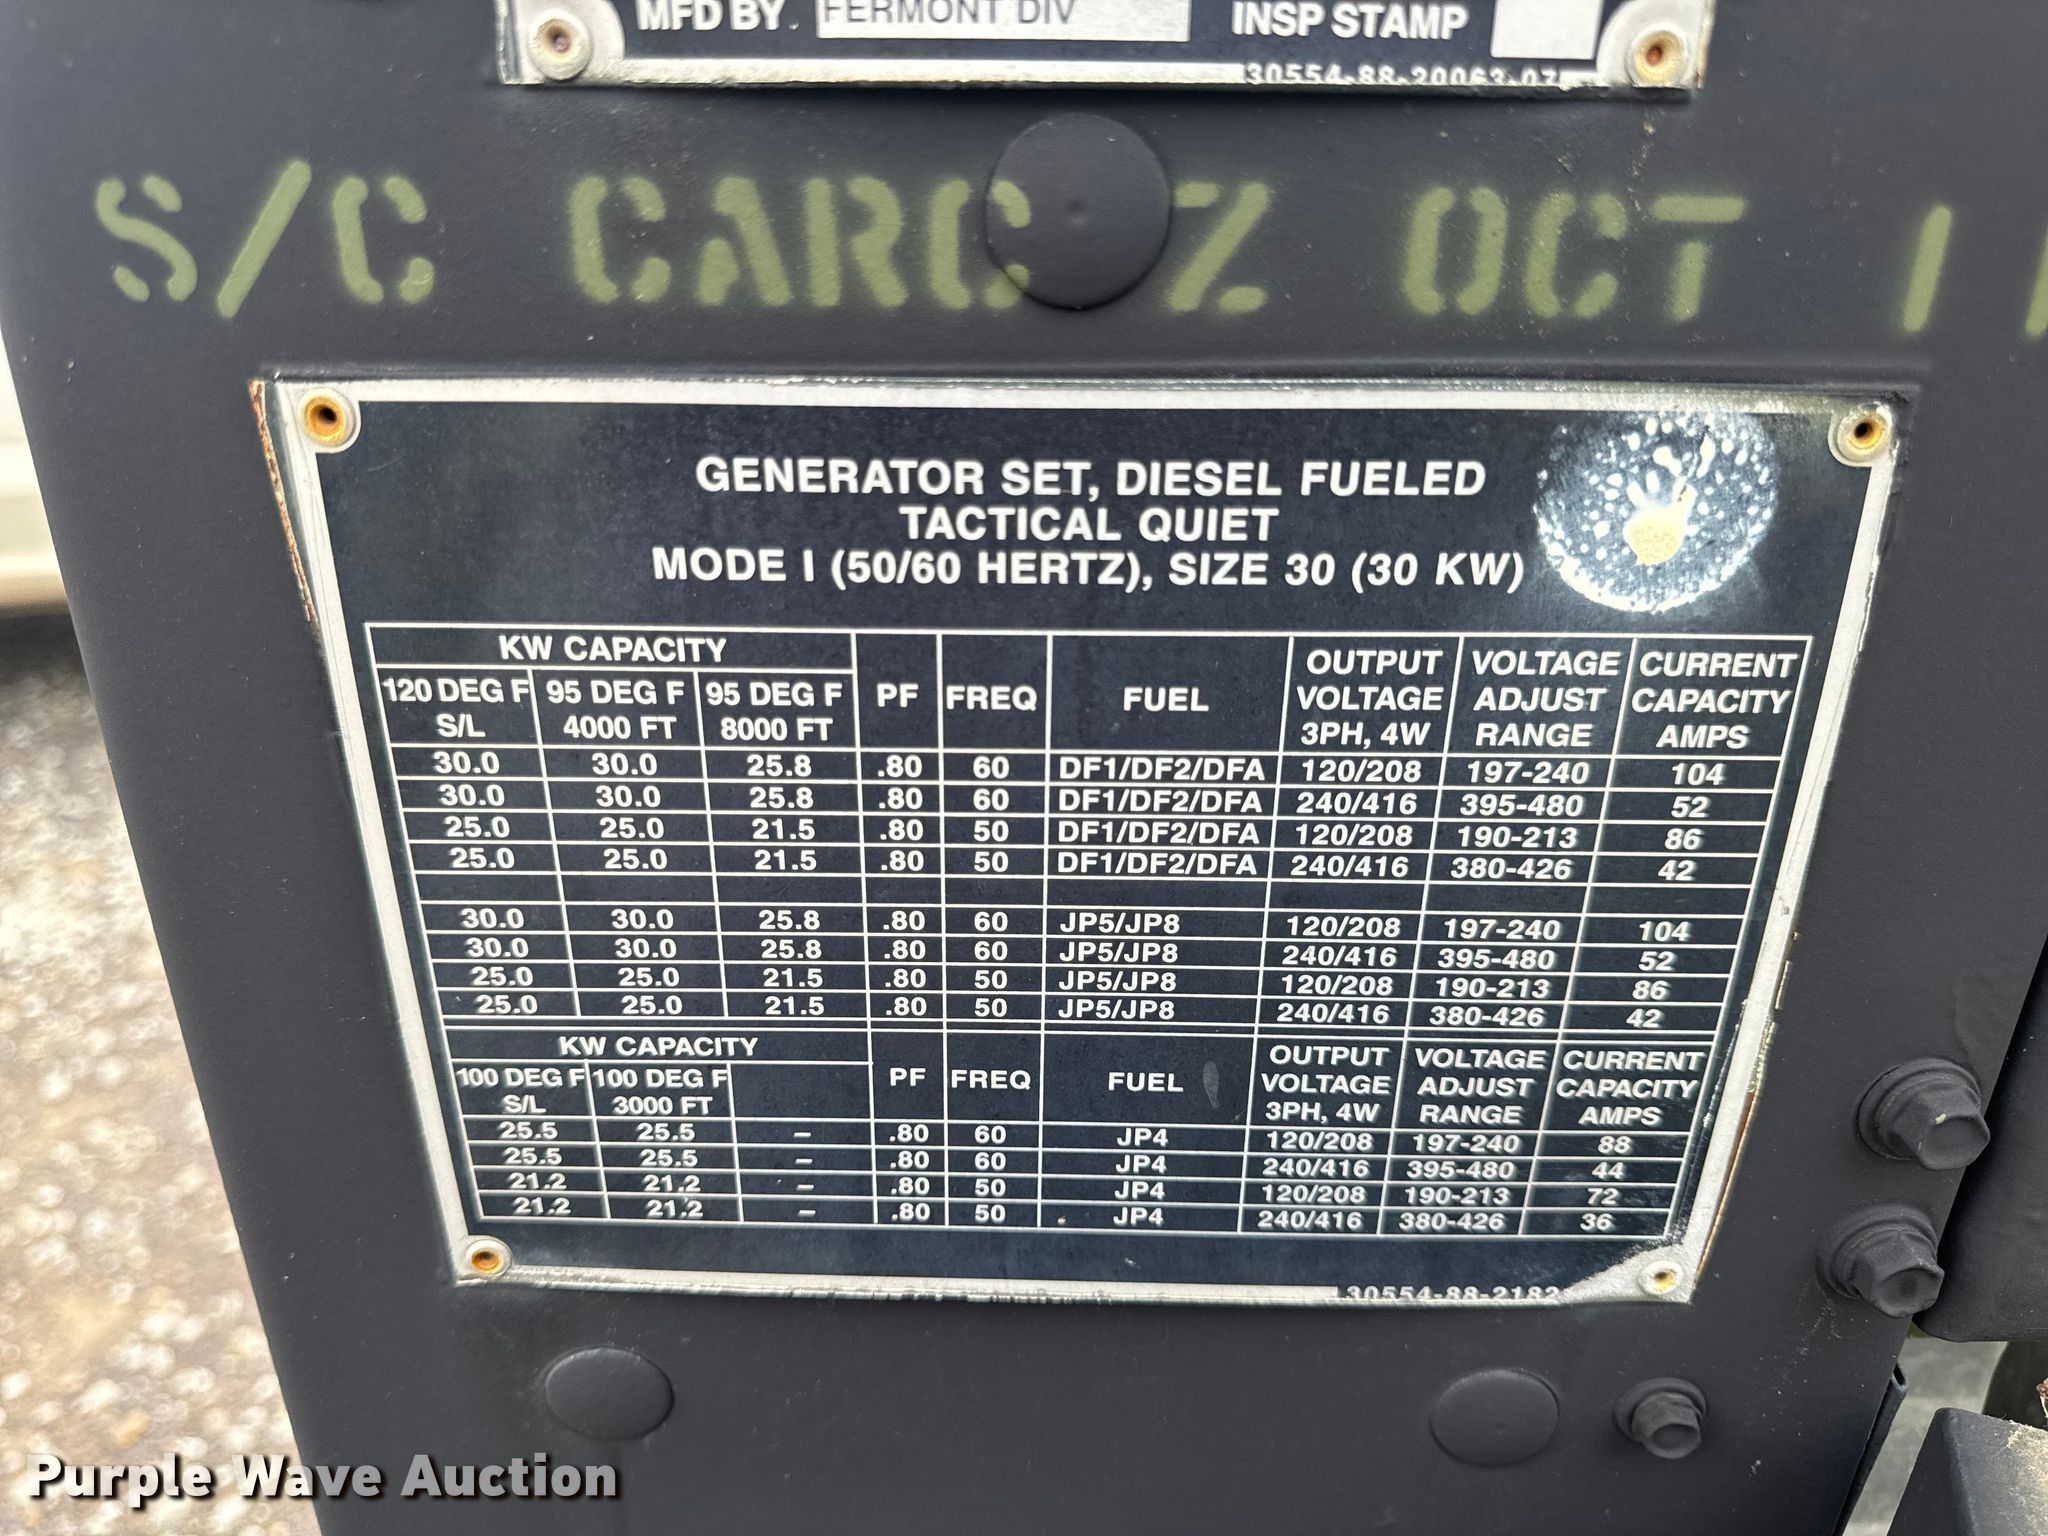 MFD BY FERMONT DIV INSP STAMP
30554-88-20063-07
S/C CARC Z OCT 1
GENERATOR SET, DIESEL FUELED
TACTICAL QUIET
MODE I (50/60 HERTZ), SIZE 30 (30 KW)
KW CAPACITY PF FREQ FUEL OUTPUT VOLTAGE 3PH, 4W VOLTAGE ADJUST RANGE CURRENT CAPACITY AMPS
120 DEG F S/L 95 DEG F 4000 FT 95 DEG F 8000 FT
30.0 30.0 25.8 .80 60 DF1/DF2/DFA 120/208 197-240 104
30.0 30.0 25.8 .80 60 DF1/DF2/DFA 240/416 395-480 52
25.0 25.0 21.5 .80 50 DF1/DF2/DFA 120/208 190-213 86
25.0 25.0 21.5 .80 50 DF1/DF2/DFA 240/416 380-426 42
30.0 30.0 25.8 .80 60 JP5/JP8 120/208 197-240 104
30.0 30.0 25.8 .80 60 JP5/JP8 240/416 395-480 52
25.0 25.0 21.5 .80 50 JP5/JP8 120/208 190-213 86
25.0 25.0 21.5 .80 50 JP5/JP8 240/416 380-426 42
KW CAPACITY PF FREQ FUEL OUTPUT VOLTAGE 3PH, 4W VOLTAGE ADJUST RANGE CURRENT CAPACITY AMPS
100 DEG F S/L 100 DEG F 3000 FT
25.5 25.5 – .80 60 JP4 120/208 197-240 88
25.5 25.5 – .80 60 JP4 240/416 395-480 44
21.2 21.2 – .80 50 JP4 120/208 190-213 72
21.2 21.2 – .80 50 JP4 240/416 380-426 36
30554-88-2182
Purple Wave Auction